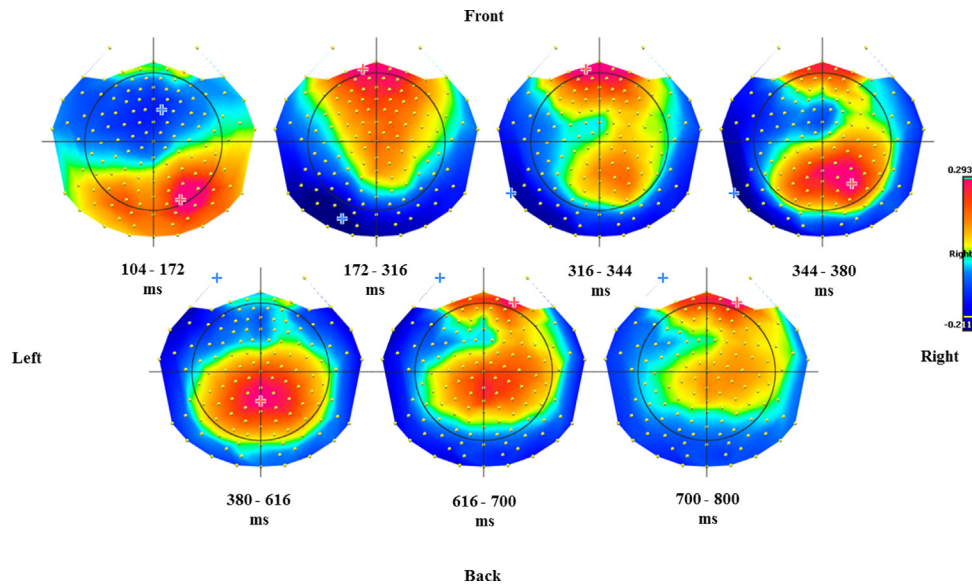 Front
0.293
Right
104 - 172
ms
172 - 316
ms
316 - 344
ms
344 - 380
ms
Left
Right
380 - 616
ms
616 - 700
ms
700 - 800
ms
Back